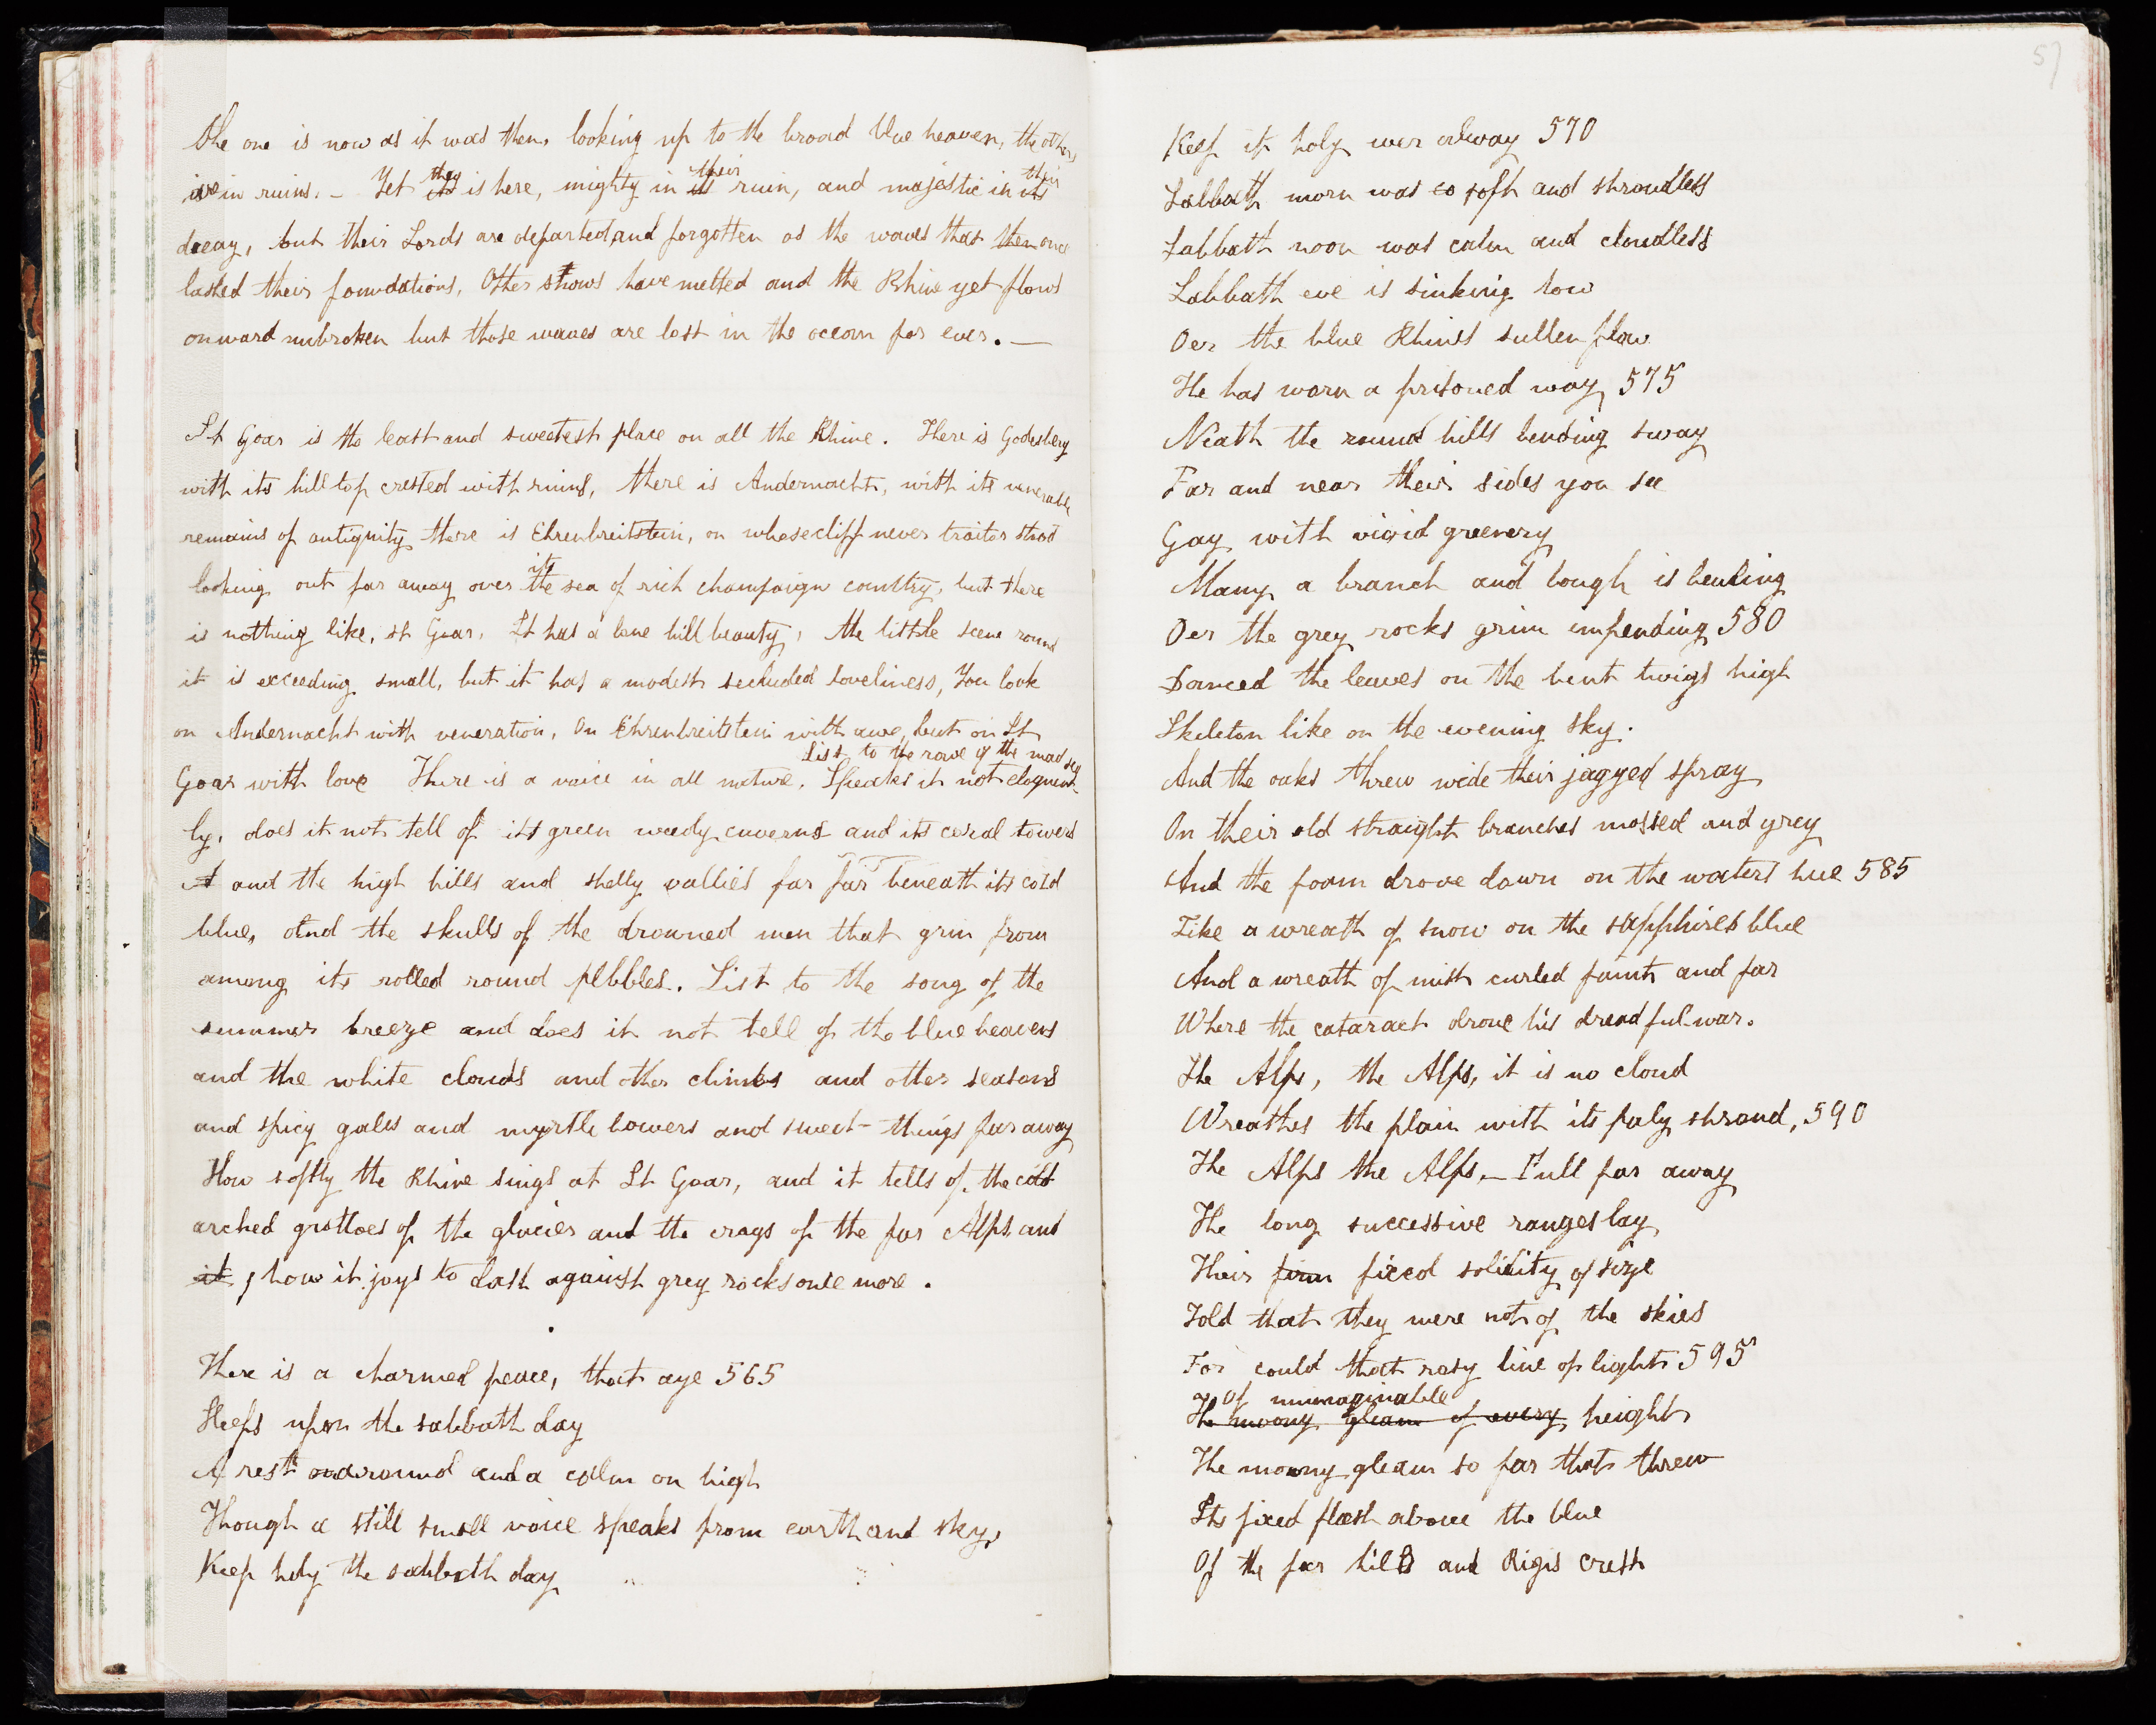 the one is now as it was then, looking up to the broad blue heaven, the others
are in ruins. – Yet they is here, mighty in their ruin, and majestic in their
decay, but their Lords are departed and forgotten as the waves that then once
lashed their foundations. Other snows have melted and the Rhine yet flows
onward unbroken but those waves are lost in the ocean for ever. —
St Goar is the least and sweetest place on all the Rhine. There is Godesberg
with its hilltop crested with ruins, there is Andernacht, with its venerable
remains of antiquity there is Ehrenbreitstein, on whose cliff never traitor stood
looking out far away over its sea of rich champaign country, but there
is nothing like, St Goar. It has a lone hill beauty, the little scene round
it is exceeding small, but it has a modest secluded loveliness, You look
on Andernacht with veneration, On Ehrenbreitstein with awe, but on St
List to the rave of the mad sea
Goar with love There is a voice in all nature. Speaks it not eloquent-
ly, does it not tell of its green weedy caverns and its coral towers
A and the high hills and shelly vallies far far beneath its cold
blue, And the skulls of the drowned men that grin from
among its rolled round pebbles. List to the song of the
summer breeze and does it not tell of the blue heavens
and the white clouds and other climes and other seasons
and spicy gales and myrtle bowers and sweet things far away
How softly the Rhine sings at St Goar, and it tells of the cold
arched grottoes of the glacier and the crags of the far Alps, and
it, how it joys to dash against grey rocks once more.
There is a charmed peace, that aye 565
Sleeps upon the sabbath day
A rest around and a calm on high
Though a still small voice speaks from earth and sky,
Keep holy the sabbath day
57
Keep it holy ever alway 570
Sabbath morn was so soft and shroudless
Sabbath noon was calm and cloudless
Sabbath eve is sinking low
Oer the blue Rhines sullen flow
He has worn a prisoned way 575
Neath the round hills bending sway
Far and near their sides you see
Gay with vivid greenery
Many a branch and bough is bending
Oer the grey rocks grim impending 580
Danced the leaves on the bent twigs high
Skeleton like on the evening sky.
And the oaks threw wide their jagged spray
On their old straight branches mossed and grey
And the foam drove down on the waters hue 585
Like a wreath of snow on the sapphires blue
And a wreath of mist curled faint and far
Where the cataract drove his dreadful war.
The Alps, the Alps, it is no cloud
Wreathes the plain with its paly shroud, 590
The Alps the Alps, — Full far away
The long successive ranges lay
Their firm fixed solidity of size
Told that they were not of the skies
For could that rosy line of light 595
Of unimaginable
The moony gleam of every height
The moony gleam so far that threw
Its fixed flash above the blue
Of the far hills and Rigis crest